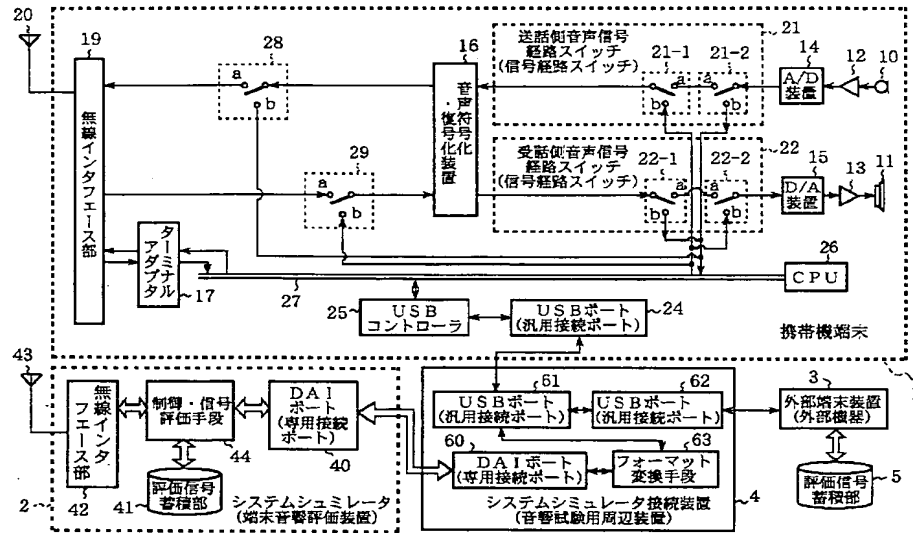 20
19
28
16
送話側音声信号
経路スイッチ
(信号経路スイッチ)
21
21-1
21-2
14
12
10
a
b
a
b
a
b
A/D
装置
無線インタフェース部
音声符号化
・復号化装置
29
a
b
受話側音声信号
経路スイッチ
(信号経路スイッチ)
22
22-1
22-2
15
13
11
a
b
a
b
D/A
装置
ターミナル
アダプタ
17
27
26
CPU
25
USB
コントローラ
USBポート
(汎用接続ポート)
24
携帯機端末
43
無線インタ
フェース部
42
制御・信号
評価手段
44
DAI
ポート
(専用接続
ポート)
40
評価信号
蓄積部
41
2
システムシュミレータ
(端末音響評価装置)
61
USBポート
(汎用接続ポート)
62
USBポート
(汎用接続ポート)
60
DAIポート
(専用接続ポート)
63
フォーマット
変換手段
システムシミュレータ接続装置
(音響試験用周辺装置)
4
3
外部端末装置
(外部機器)
評価信号
蓄積部
5